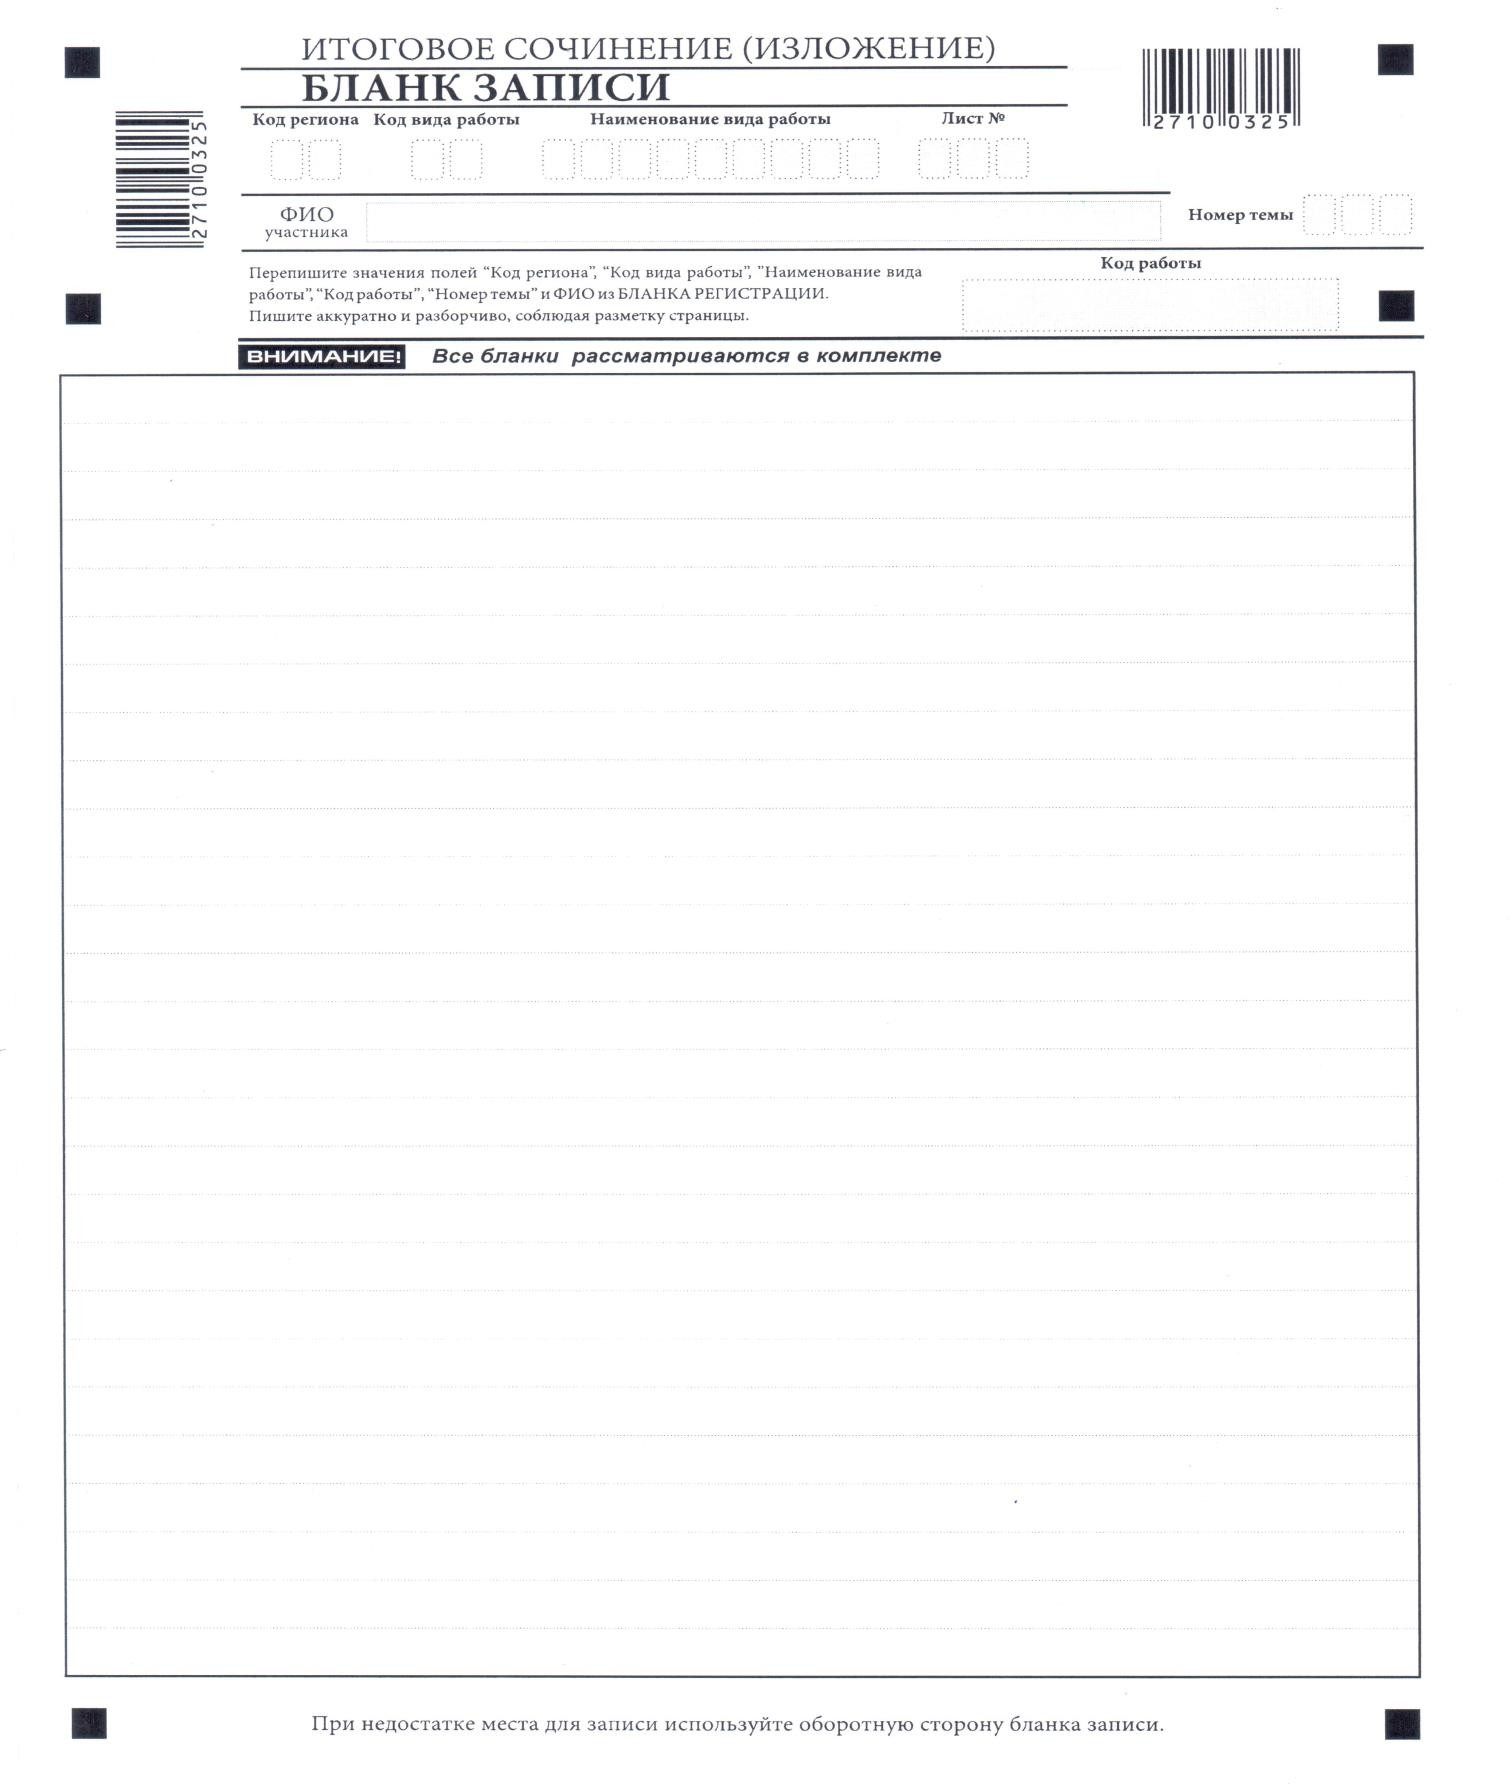 ИТОГОВОЕ СОЧИНЕНИЕ (ИЗЛОЖЕНИЕ)
БЛАНК ЗАПИСИ
2710 0325
2710 0325
Код региона Код вида работы Наименование вида работы Лист №
ФИО
участника
Номер темы
Перепишите значения полей “Код региона”, “Код вида работы”, ”Наименование вида
работы”, “Код работы”, “Номер темы” и ФИО из БЛАНКА РЕГИСТРАЦИИ.
Пишите аккуратно и разборчиво, соблюдая разметку страницы.
Код работы
ВНИМАНИЕ! Все бланки рассматриваются в комплекте
При недостатке места для записи используйте оборотную сторону бланка записи.